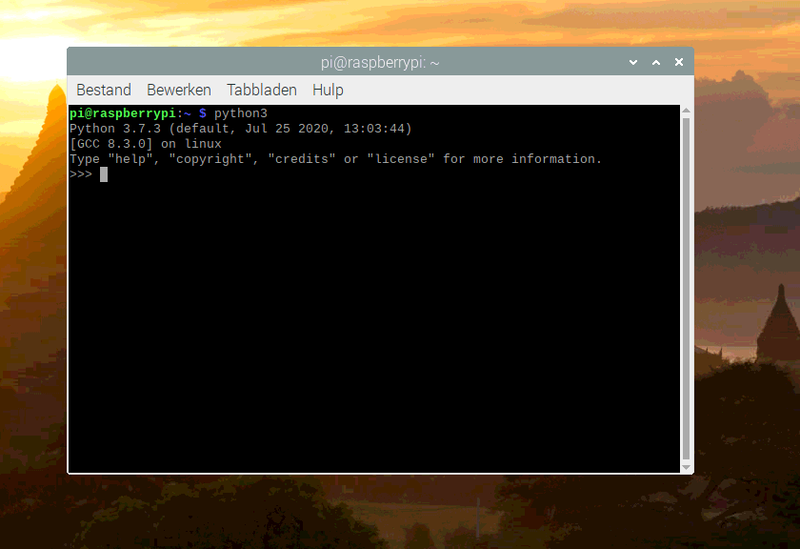 pi@raspberrypi: ~
Bestand Bewerken Tabbladen Hulp
pi@raspberrypi:~ $ python3
Python 3.7.3 (default, Jul 25 2020, 13:03:44)
[GCC 8.3.0] on linux
Type "help", "copyright", "credits" or "license" for more information.
>>>